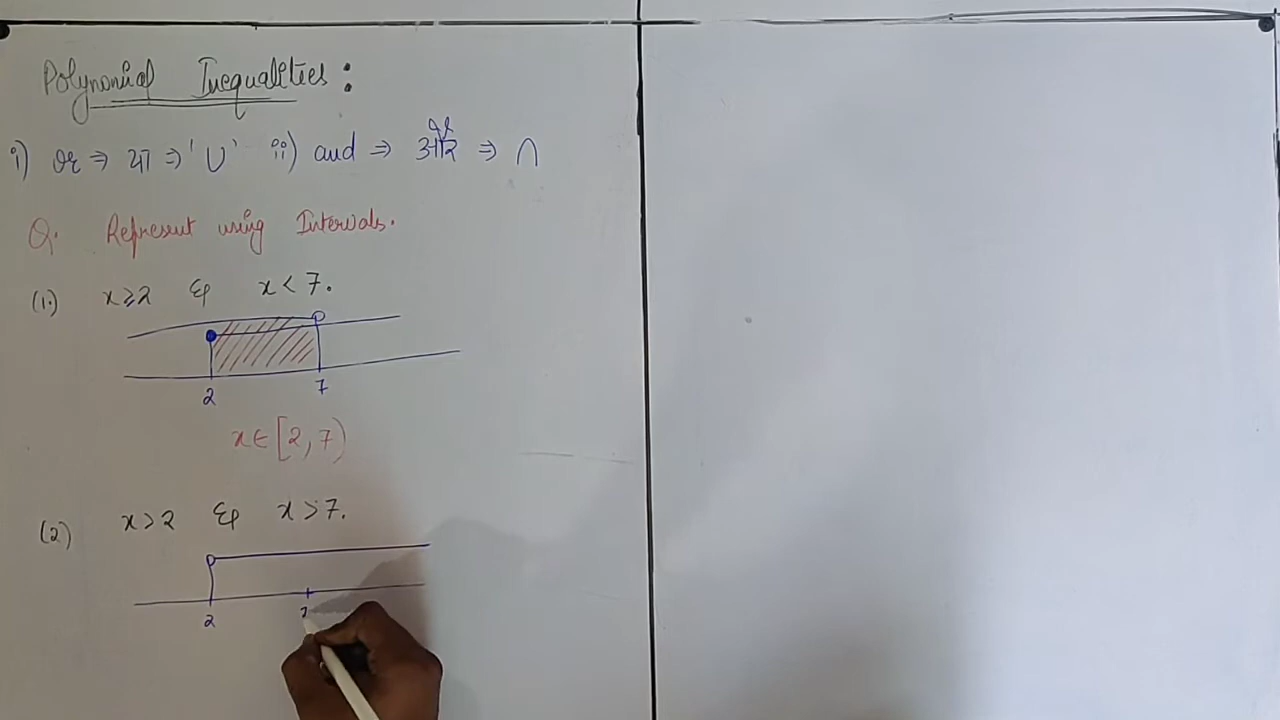 Polynomial Inequalities :
i) or ⇒ या ⇒ 'U' ii) and ⇒ और ⇒ ∩
Q. Represent using Intervals.
(1.) x≥2 & x<7.
2 7
x∈[2,7)
(2) x>2 & x>7.
2